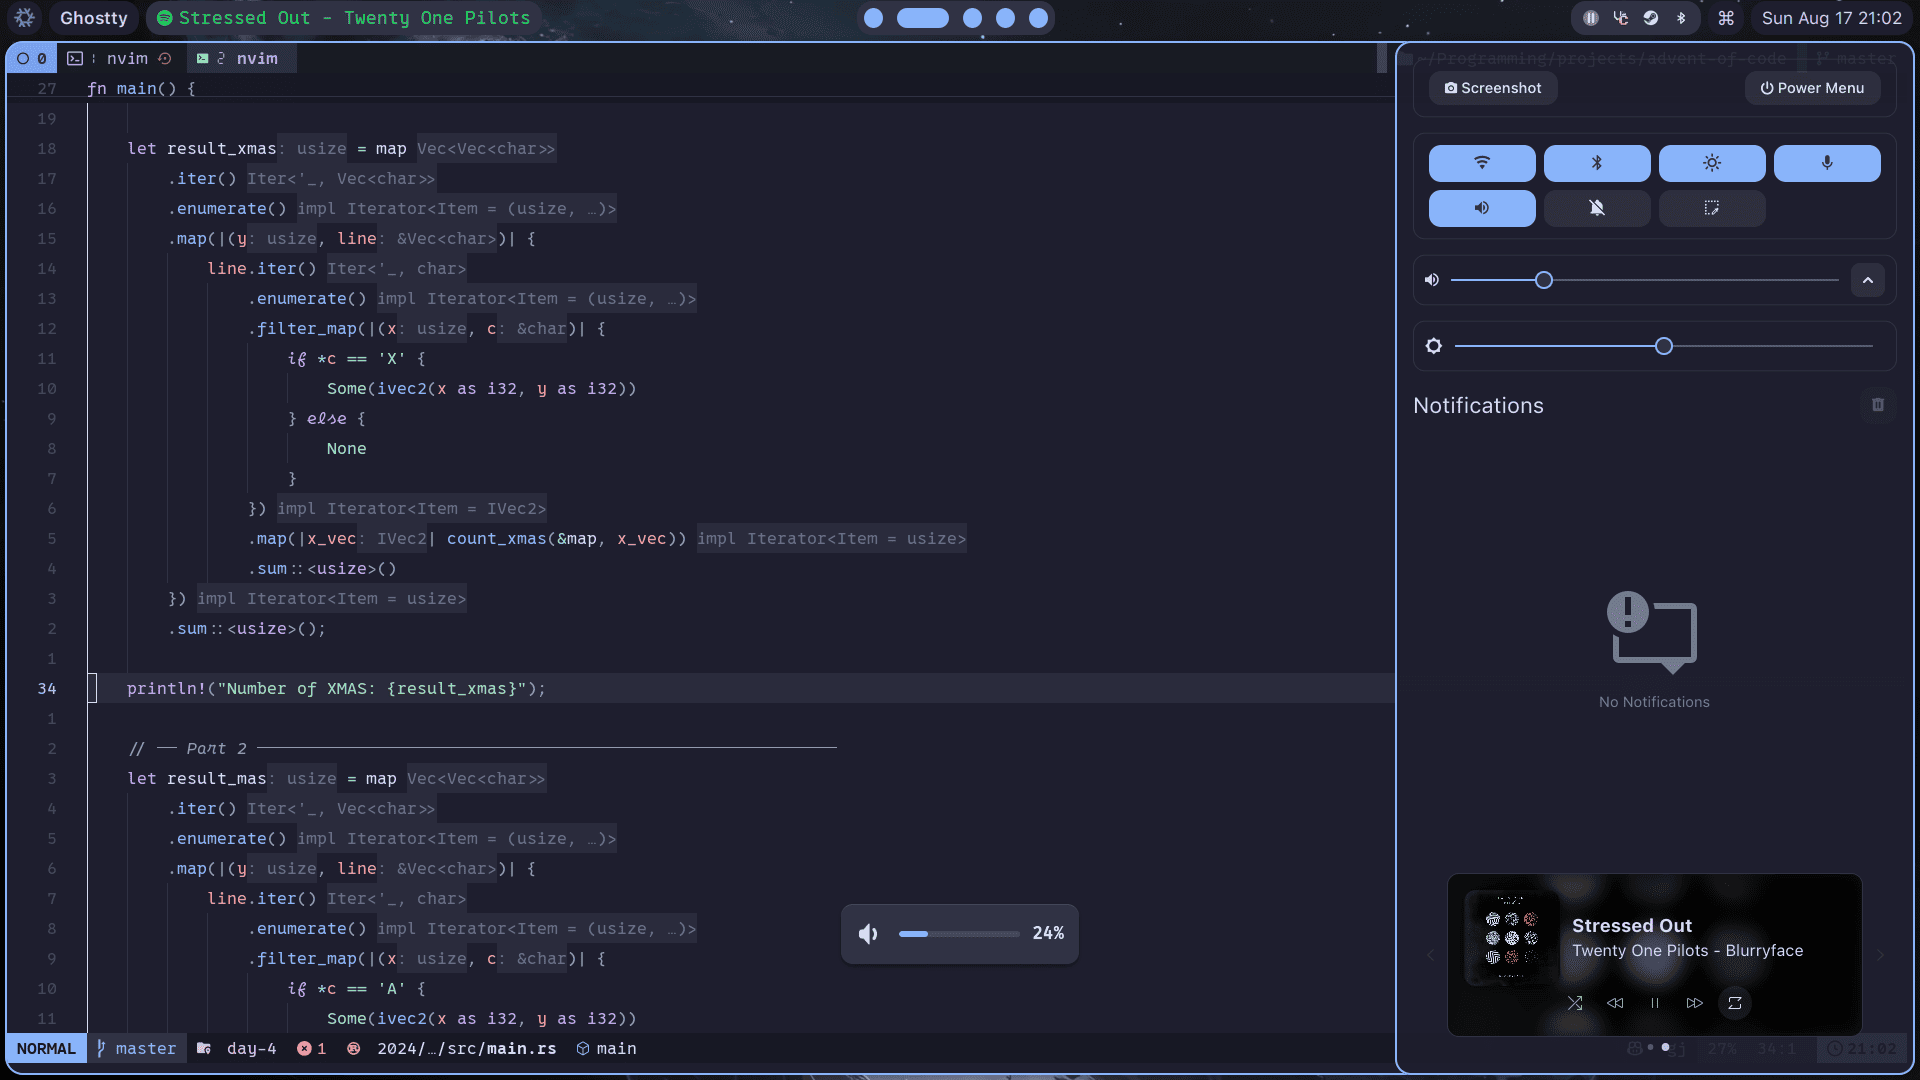 Ghostty
Stressed Out - Twenty One Pilots
Sun Aug 17 21:02
0 nvim nvim
~/Programming/projects/advent-of-code master
27 fn main() {
19
18 let result_xmas: usize = map Vec<Vec<char>>
17 .iter() Iter<'_, Vec<char>>
16 .enumerate() impl Iterator<Item = (usize, …)>
15 .map(|(y: usize, line: &Vec<char>)| {
14 line.iter() Iter<'_, char>
13 .enumerate() impl Iterator<Item = (usize, …)>
12 .filter_map(|(x: usize, c: &char)| {
11 if *c == 'X' {
10 Some(ivec2(x as i32, y as i32))
9 } else {
8 None
7 }
6 }) impl Iterator<Item = IVec2>
5 .map(|x_vec: IVec2| count_xmas(&map, x_vec)) impl Iterator<Item = usize>
4 .sum::<usize>()
3 }) impl Iterator<Item = usize>
2 .sum::<usize>();
1
34 println!("Number of XMAS: {result_xmas}");
1
2 // ── Part 2 ──────────
3 let result_mas: usize = map Vec<Vec<char>>
4 .iter() Iter<'_, Vec<char>>
5 .enumerate() impl Iterator<Item = (usize, …)>
6 .map(|(y: usize, line: &Vec<char>)| {
7 line.iter() Iter<'_, char>
8 .enumerate() impl Iterator<Item = (usize, …)>
9 .filter_map(|(x: usize, c: &char)| {
10 if *c == 'A' {
11 Some(ivec2(x as i32, y as i32))
NORMAL master day-4 1 2024/…/src/main.rs main
24%
Screenshot
Power Menu
Notifications
No Notifications
Stressed Out
Twenty One Pilots - Blurryface
gj 27% 34:1 21:02